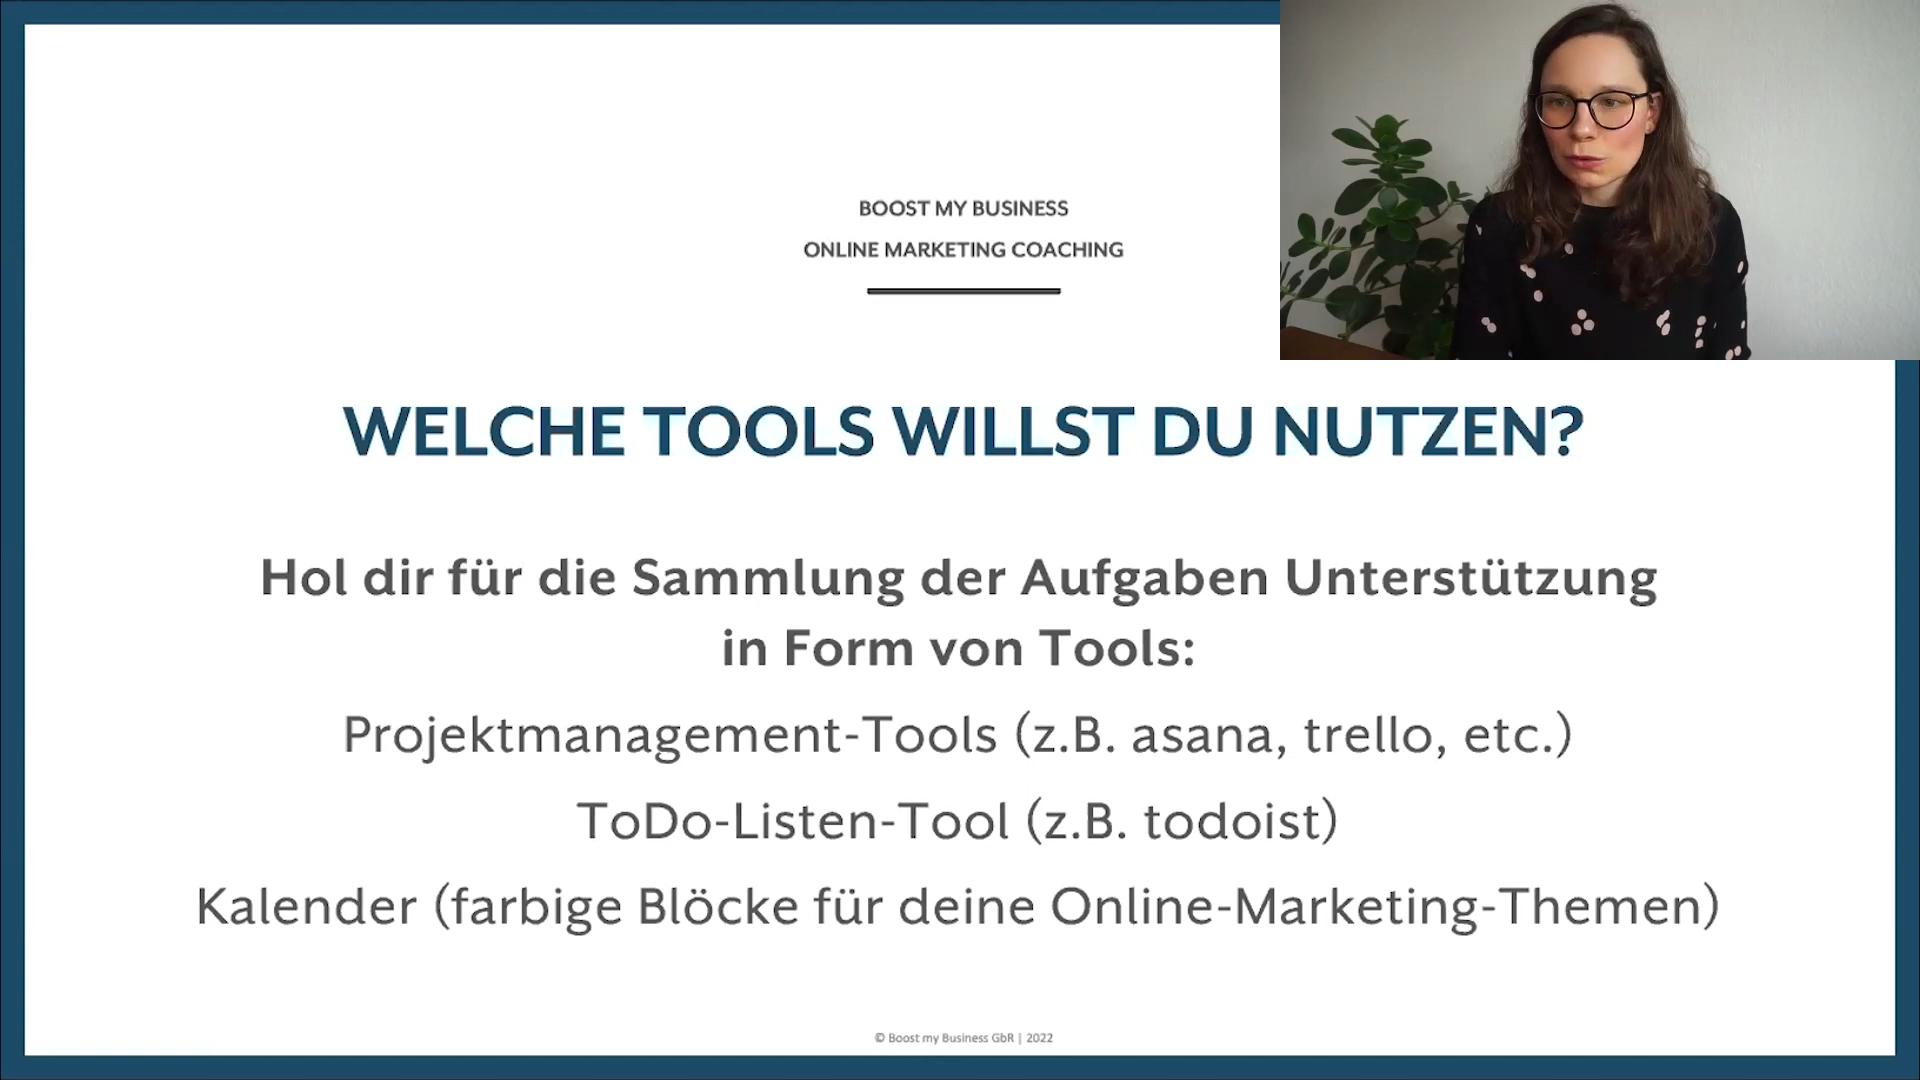 BOOST MY BUSINESS
ONLINE MARKETING COACHING
WELCHE TOOLS WILLST DU NUTZEN?
Hol dir für die Sammlung der Aufgaben Unterstützung
in Form von Tools:
Projektmanagement-Tools (z.B. asana, trello, etc.)
ToDo-Listen-Tool (z.B. todoist)
Kalender (farbige Blöcke für deine Online-Marketing-Themen)
© Boost my Business GbR | 2022